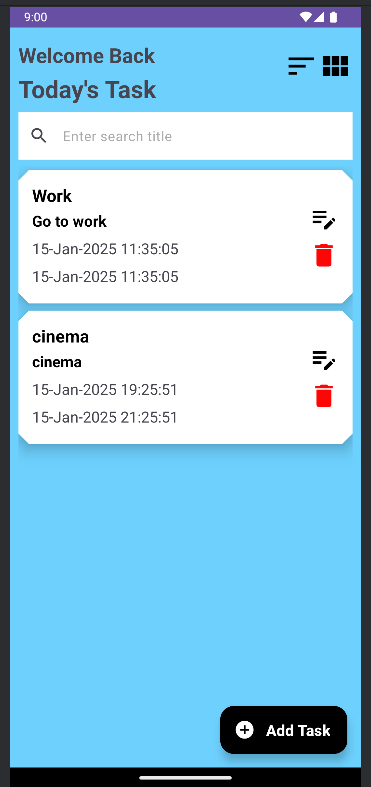 9:00
Welcome Back
Today's Task
Enter search title
Work
Go to work
15-Jan-2025 11:35:05
15-Jan-2025 11:35:05
cinema
cinema
15-Jan-2025 19:25:51
15-Jan-2025 21:25:51
Add Task